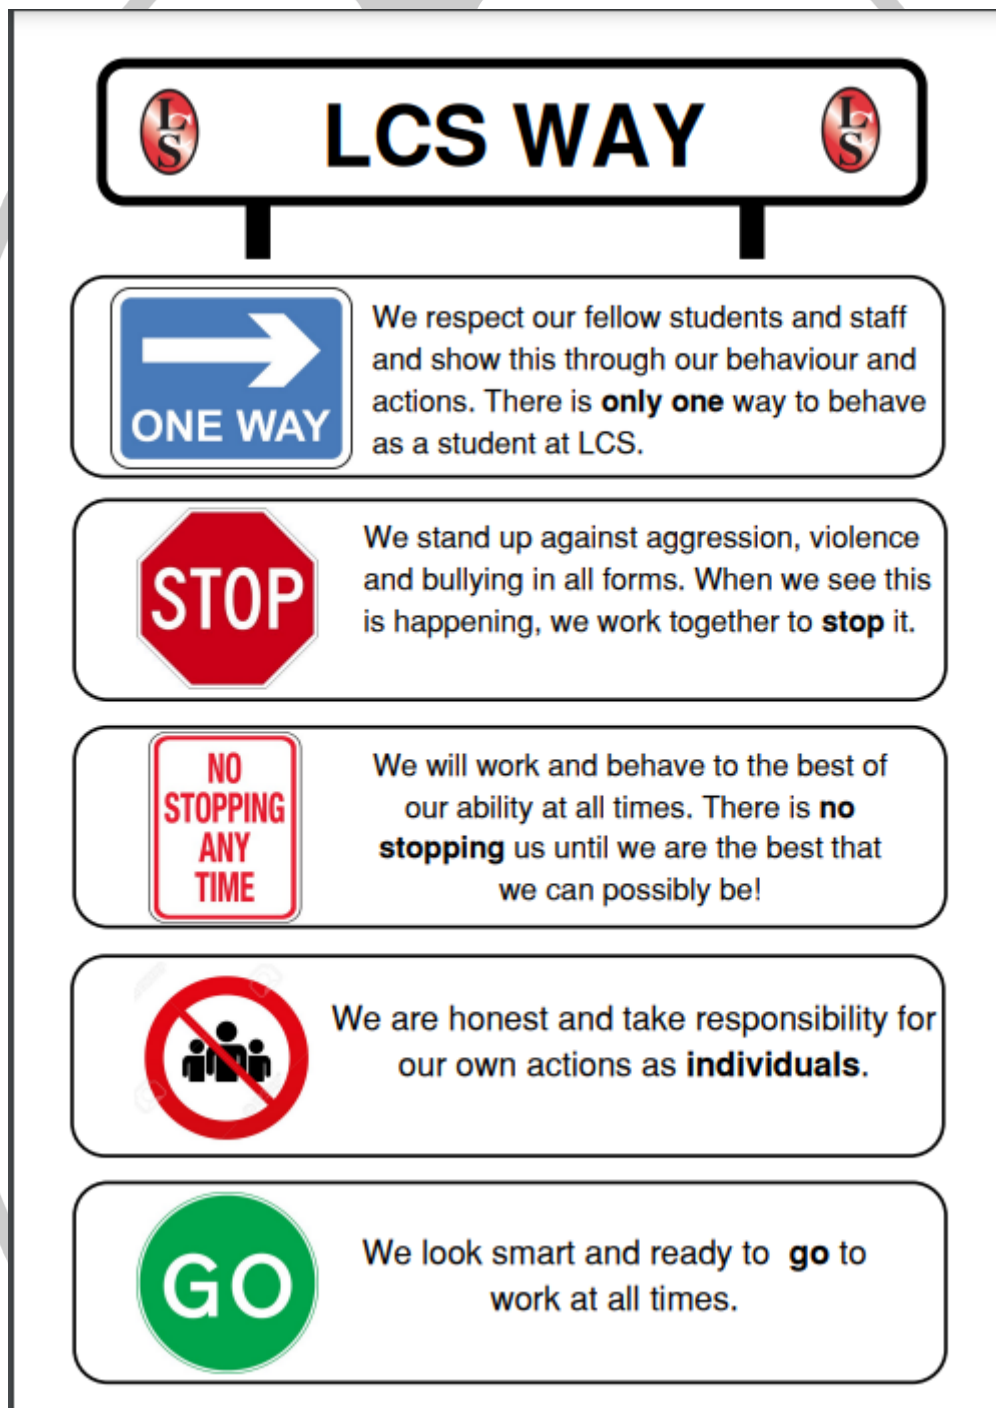 LCS
LCS WAY
LCS
ONE WAY
We respect our fellow students and staff
and show this through our behaviour and
actions. There is only one way to behave
as a student at LCS.
STOP
We stand up against aggression, violence
and bullying in all forms. When we see this
is happening, we work together to stop it.
NO
STOPPING
ANY
TIME
We will work and behave to the best of
our ability at all times. There is no
stopping us until we are the best that
we can possibly be!
We are honest and take responsibility for
our own actions as individuals.
GO
We look smart and ready to  go to
work at all times.